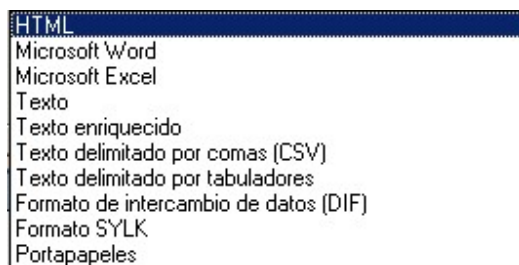 HTML
Microsoft Word
Microsoft Excel
Texto
Texto enriquecido
Texto delimitado por comas (CSV)
Texto delimitado por tabuladores
Formato de intercambio de datos (DIF)
Formato SYLK
Portapapeles